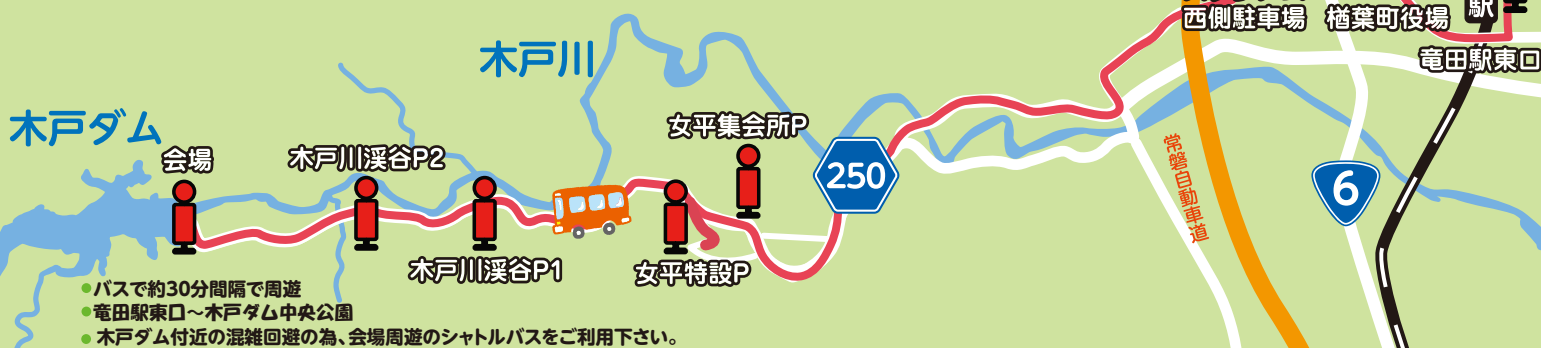 駅
西側駐車場
楢葉町役場
竜田駅東口
木戸川
木戸ダム
会場
木戸川渓谷P2
女平集会所P
250
6
常磐自動車道
木戸川渓谷P1
女平特設P
●バスで約30分間隔で周遊
●竜田駅東口〜木戸ダム中央公園
● 木戸ダム付近の混雑回避の為、会場周遊のシャトルバスをご利用下さい。